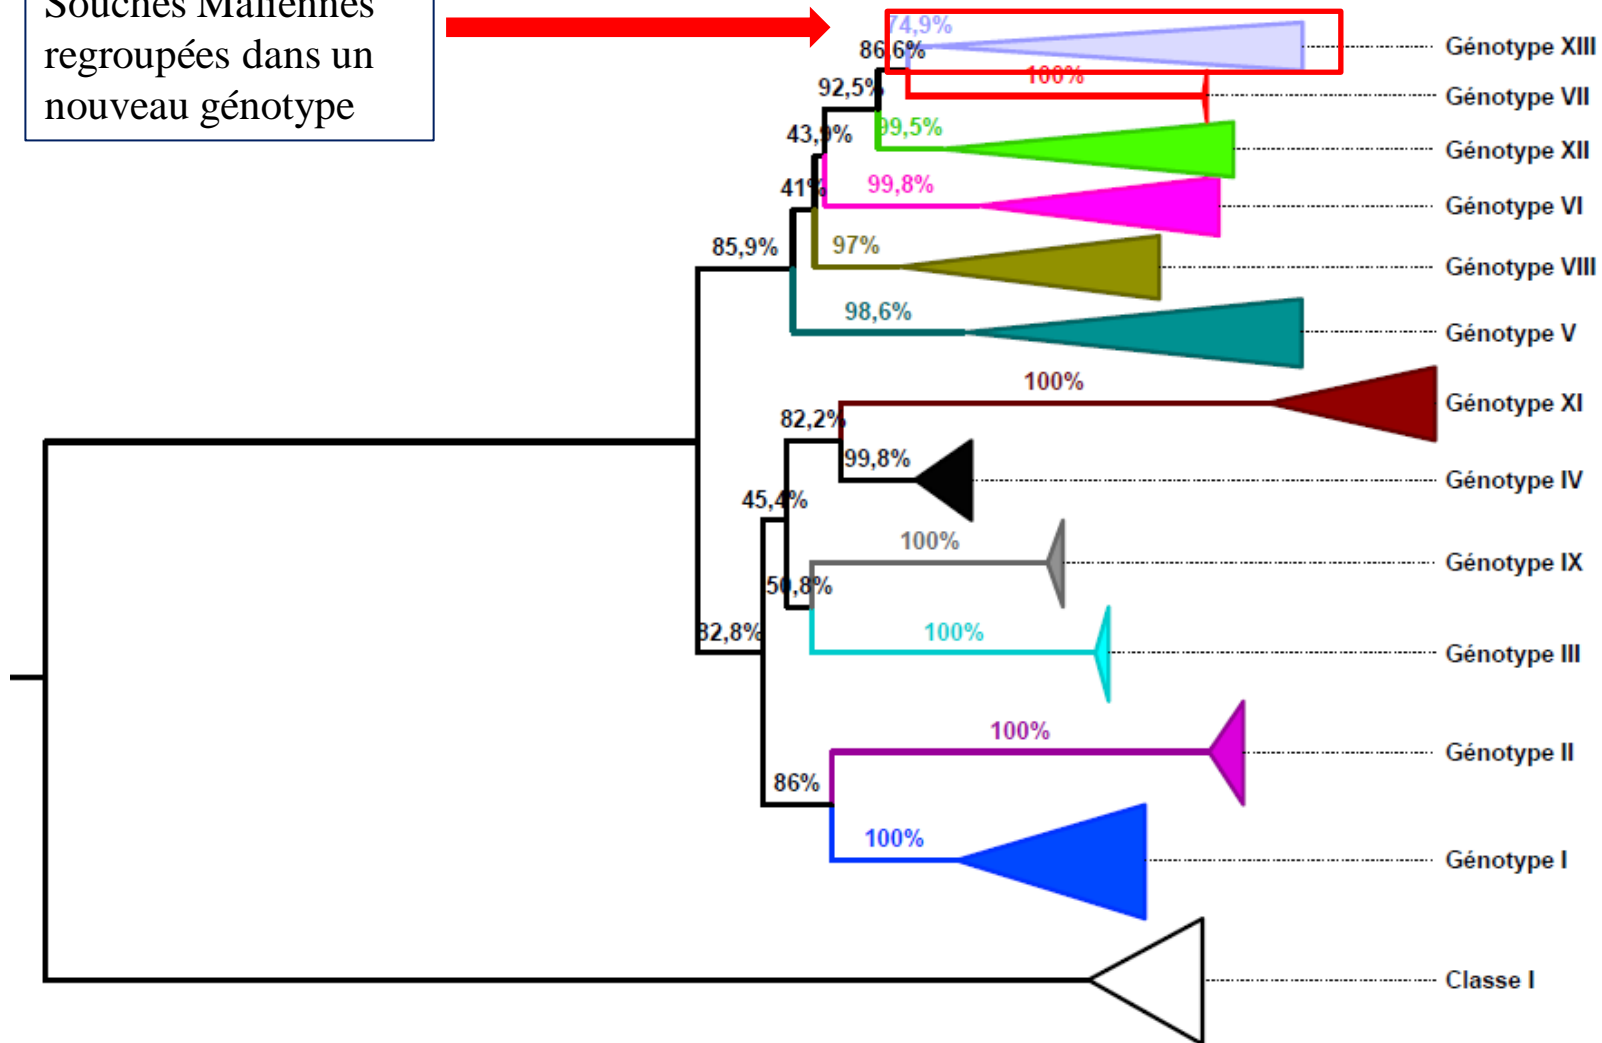 Souches Maliennes
regroupées dans un
nouveau génotype
74,9%
Génotype XIII
86,6%
100%
Génotype VII
92,5%
99,5%
Génotype XII
43,9%
99,8%
Génotype VI
41%
97%
Génotype VIII
85,9%
98,6%
Génotype V
100%
Génotype XI
82,2%
99,8%
Génotype IV
45,4%
100%
Génotype IX
50,8%
100%
Génotype III
82,8%
100%
Génotype II
86%
100%
Génotype I
Classe I